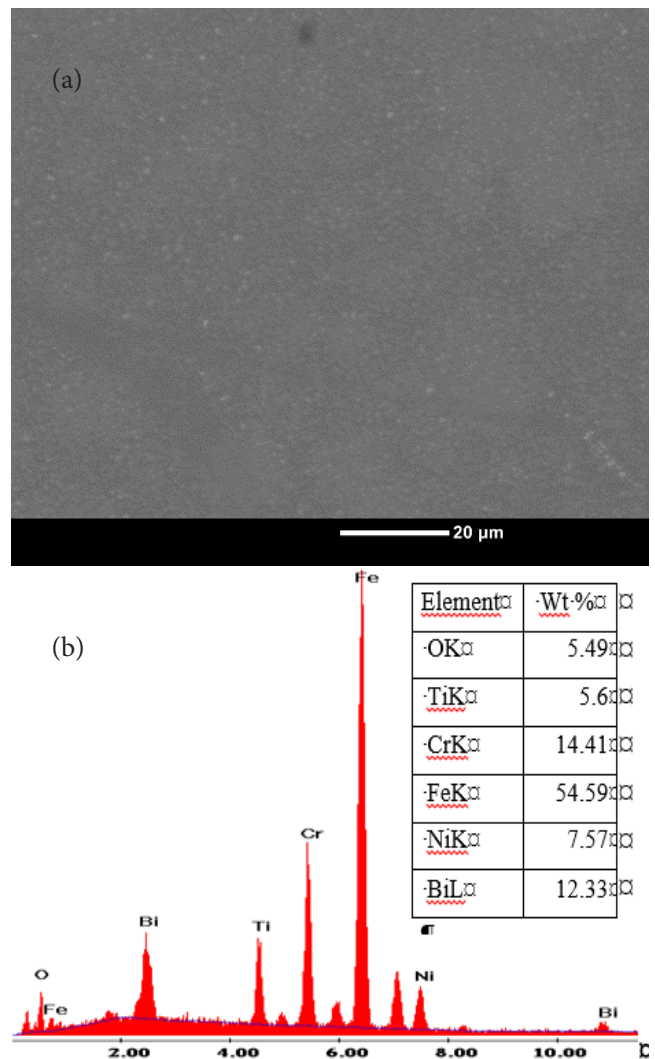 (a)
20 µm
(b)
Fe
Cr
Bi
Ti
O
Fe
Ni
Bi
2.00 4.00 6.00 8.00 10.00
Element¤ ·Wt·%¤ ¤
·OK¤ 5.49¤¤
·TiK¤ 5.6¤¤
·CrK¤ 14.41¤¤
·FeK¤ 54.59¤¤
·NiK¤ 7.57¤¤
·BiL¤ 12.33¤¤
¶